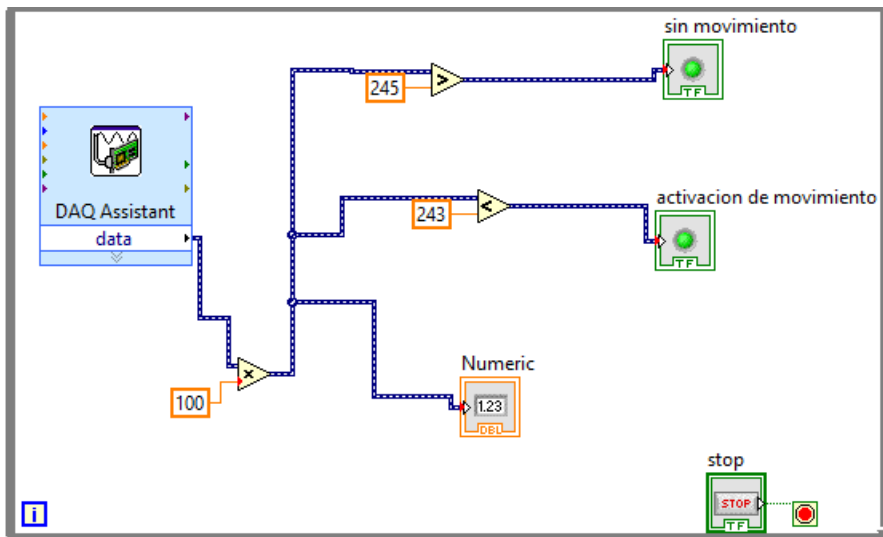 sin movimiento
245
>
TF
DAQ Assistant
data
activacion de movimiento
243
<
TF
×
100
Numeric
1.23
DBL
stop
STOP
TF
i